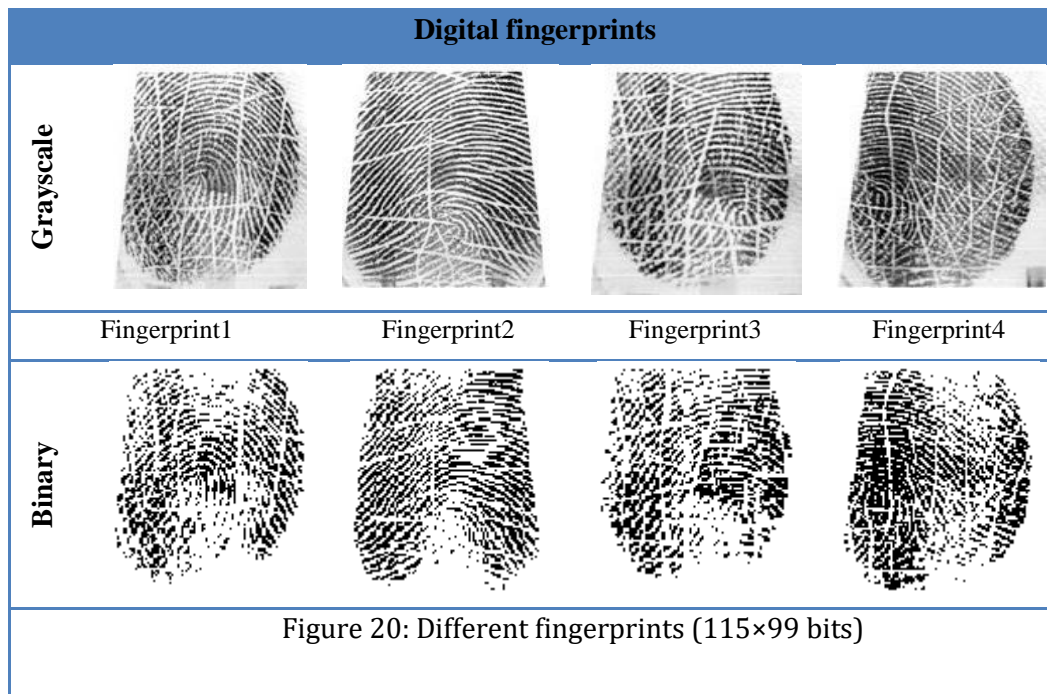 Digital fingerprints
Grayscale
Fingerprint1 Fingerprint2 Fingerprint3 Fingerprint4
Binary
Figure 20: Different fingerprints (115×99 bits)